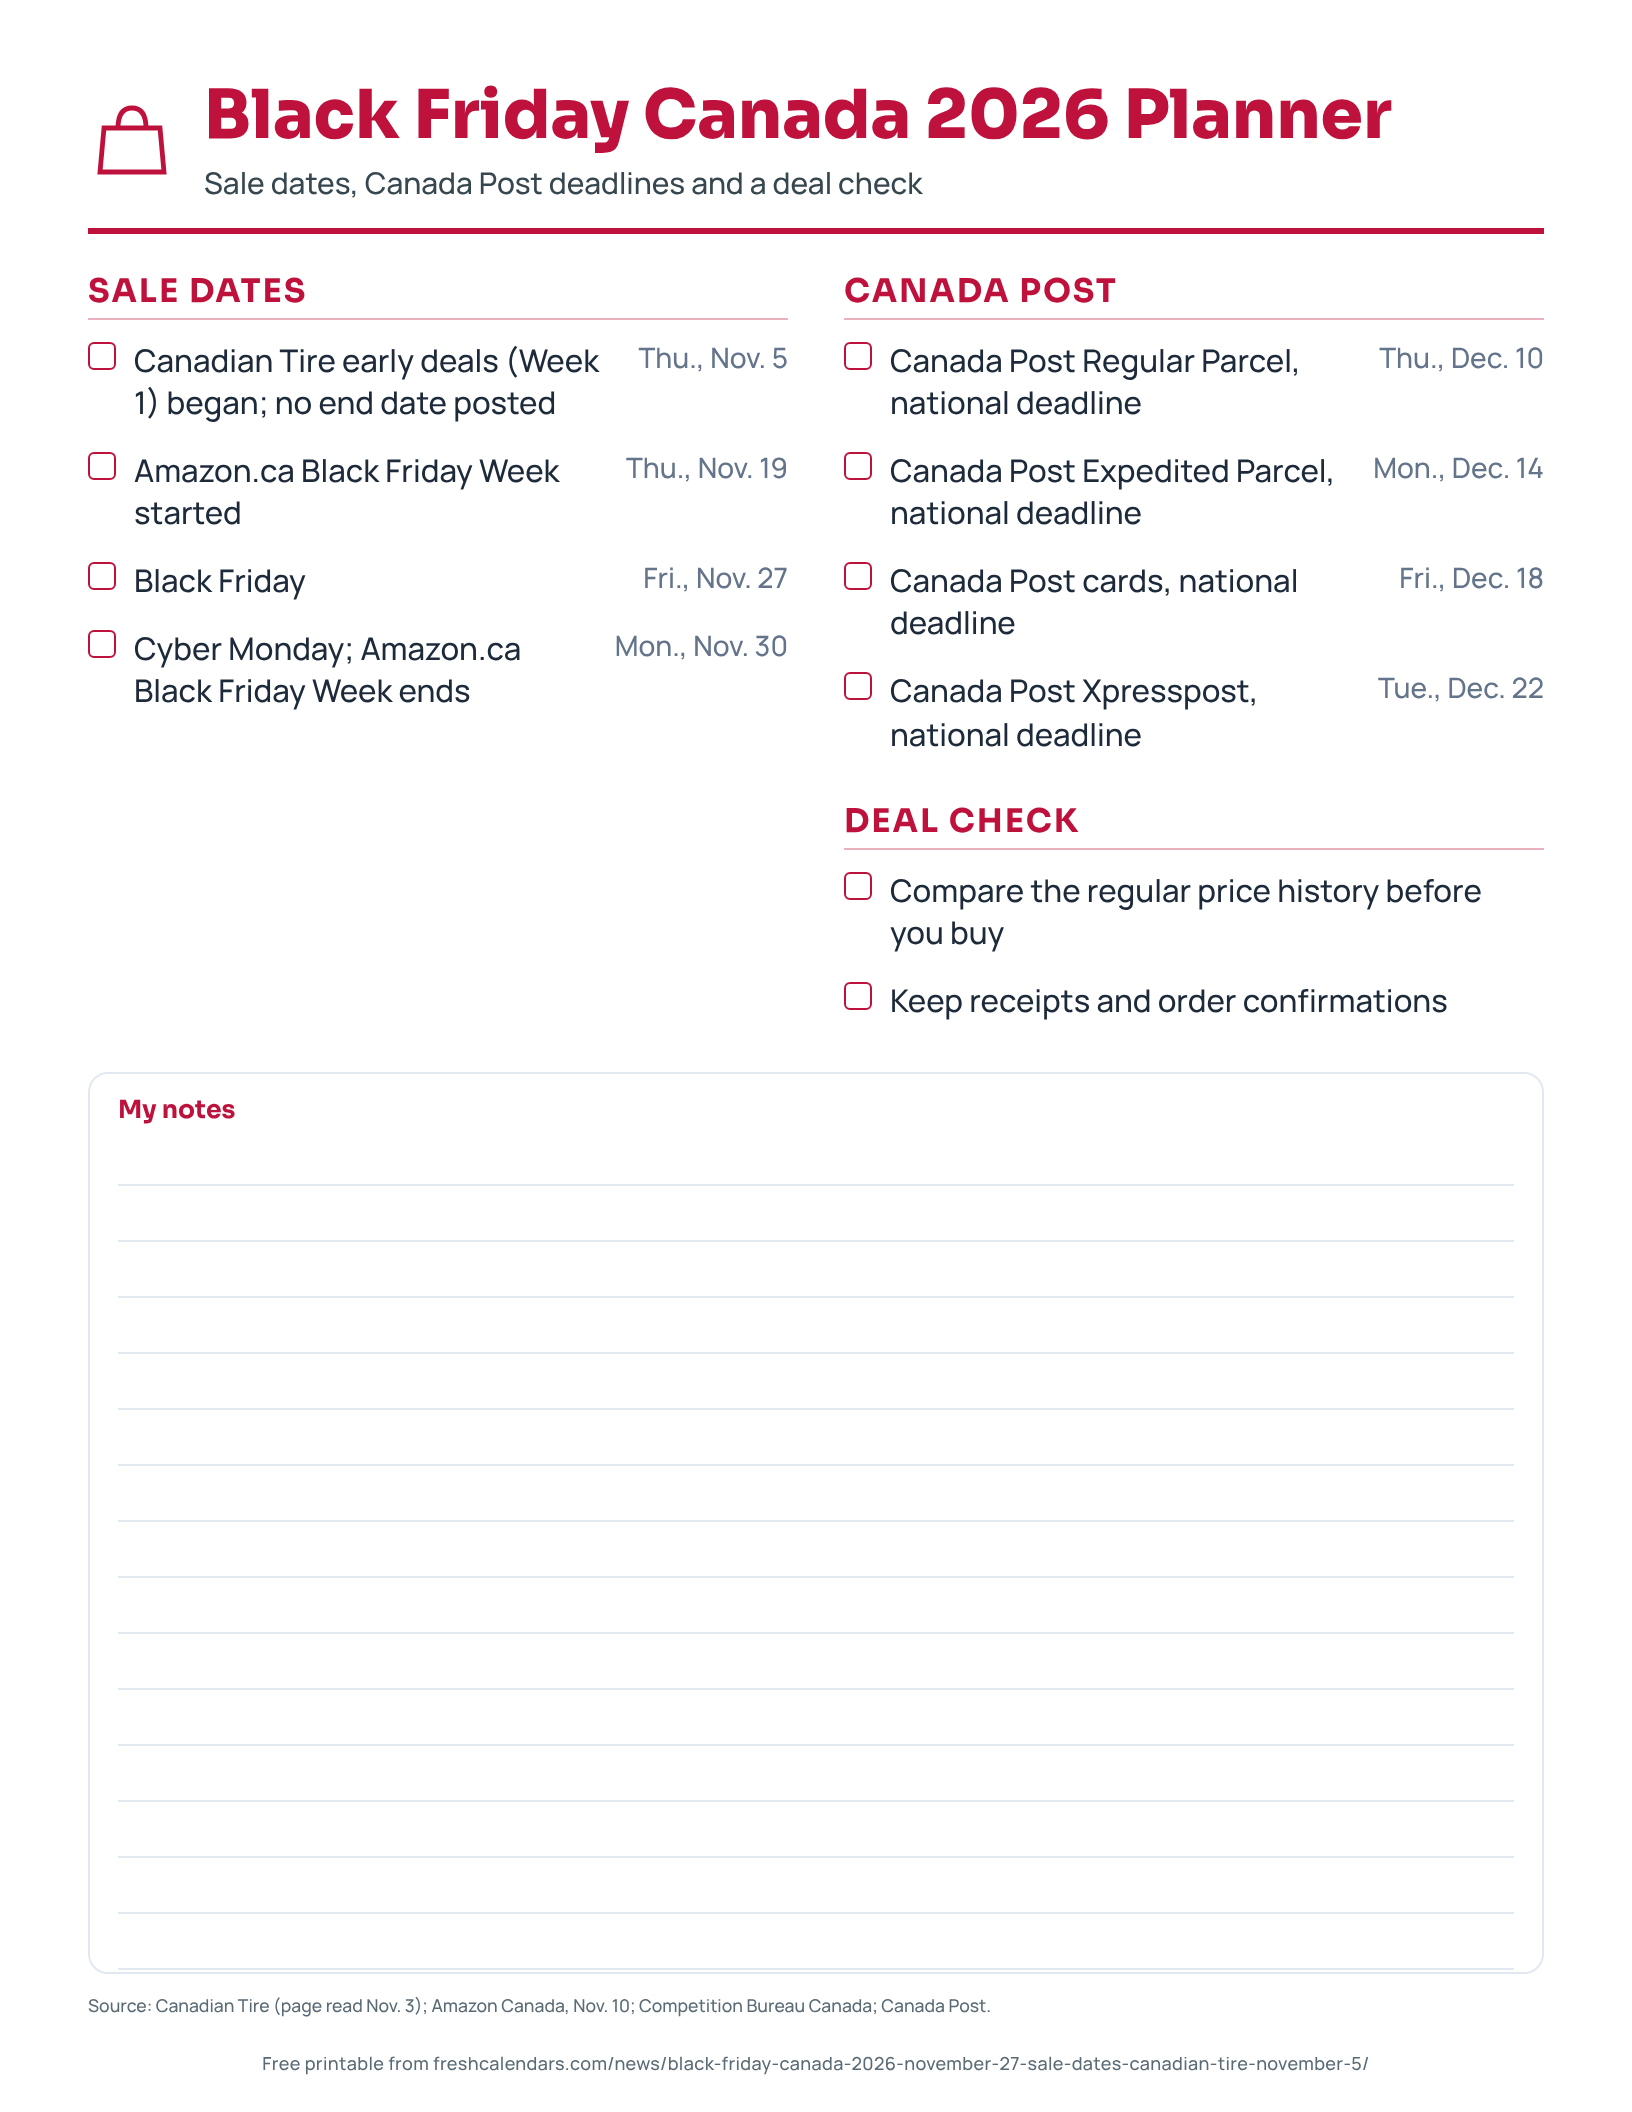 Black Friday Canada 2026 Planner
Sale dates, Canada Post deadlines and a deal check
SALE DATES
Canadian Tire early deals (Week Thu., Nov. 5
1) began; no end date posted
Amazon.ca Black Friday Week Thu., Nov. 19
started
Black Friday Fri., Nov. 27
Cyber Monday; Amazon.ca Mon., Nov. 30
Black Friday Week ends
CANADA POST
Canada Post Regular Parcel, Thu., Dec. 10
national deadline
Canada Post Expedited Parcel, Mon., Dec. 14
national deadline
Canada Post cards, national Fri., Dec. 18
deadline
Canada Post Xpresspost, Tue., Dec. 22
national deadline
DEAL CHECK
Compare the regular price history before
you buy
Keep receipts and order confirmations
My notes
Source: Canadian Tire (page read Nov. 3); Amazon Canada, Nov. 10; Competition Bureau Canada; Canada Post.
Free printable from freshcalendars.com/news/black-friday-canada-2026-november-27-sale-dates-canadian-tire-november-5/